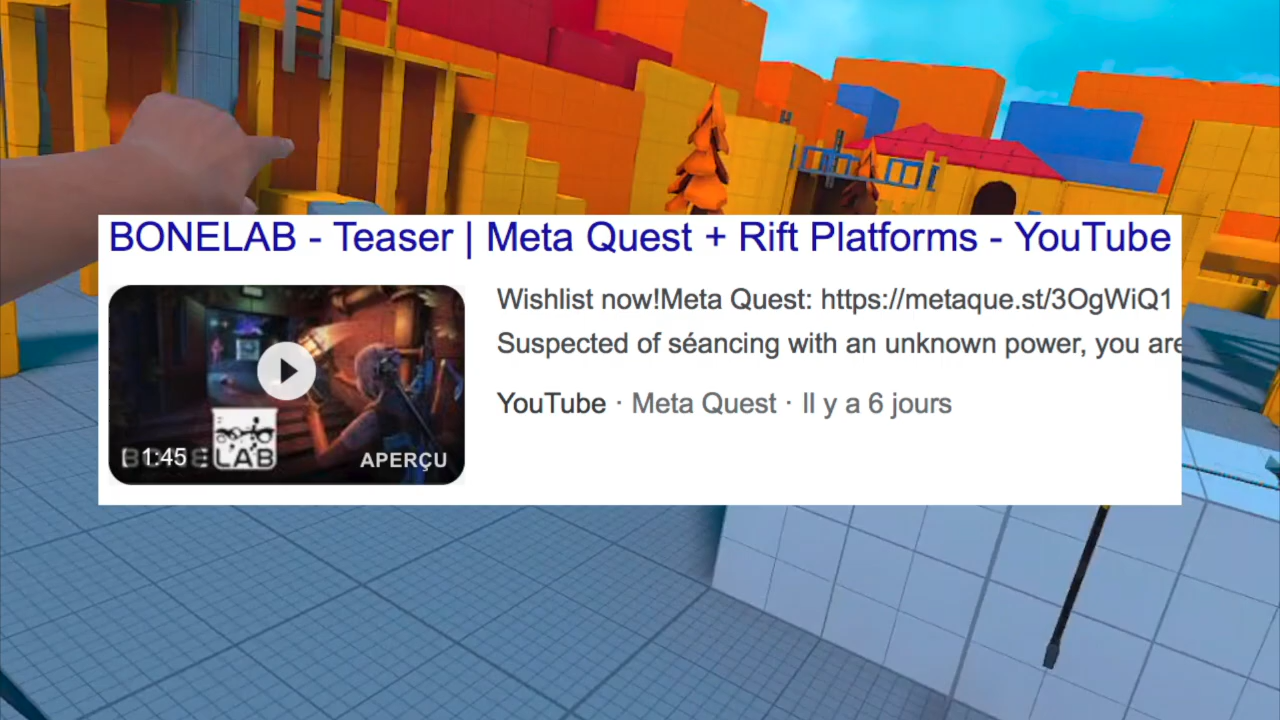 BONELAB - Teaser | Meta Quest + Rift Platforms - YouTube
Wishlist now!Meta Quest: https://metaque.st/3OgWiQ1
Suspected of séancing with an unknown power, you are
YouTube · Meta Quest · Il y a 6 jours
BONELAB
1:45
APERÇU